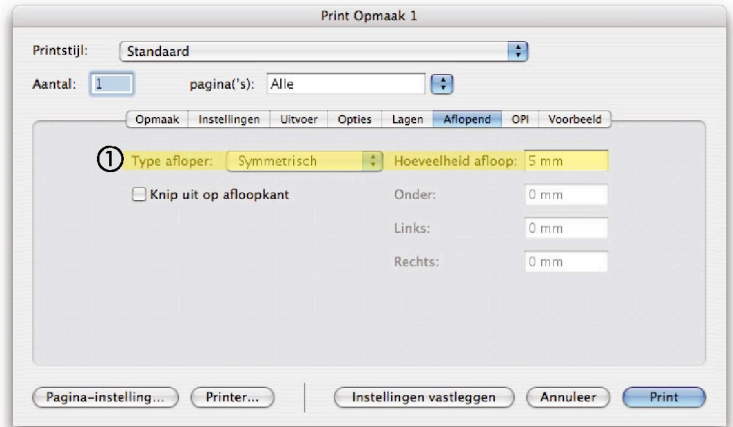 Print Opmaak 1
Printstijl: Standaard
Aantal: 1 pagina('s): Alle
Opmaak Instellingen Uitvoer Opties Lagen Aflopend OPI Voorbeeld
① Type afloper: Symmetrisch Hoeveelheid afloop: 5 mm
Knip uit op afloopkant Onder: 0 mm
Links: 0 mm
Rechts: 0 mm
Pagina-instelling... Printer... Instellingen vastleggen Annuleer Print